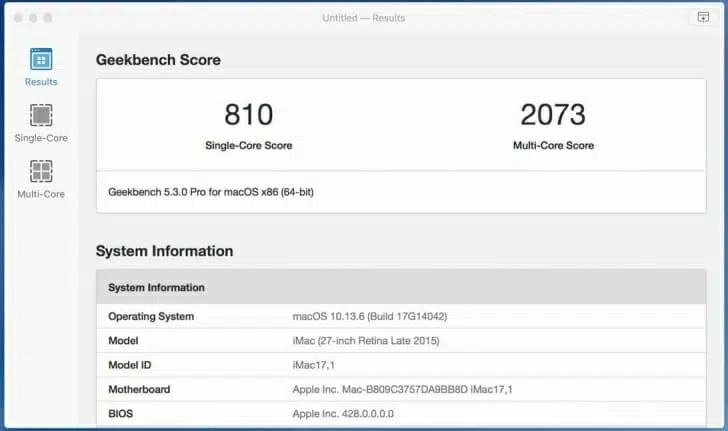 Untitled — Results
Results
Single-Core
Multi-Core
Geekbench Score
810 2073
Single-Core Score Multi-Core Score
Geekbench 5.3.0 Pro for macOS x86 (64-bit)
System Information
System Information
Operating System macOS 10.13.6 (Build 17G14042)
Model iMac (27-inch Retina Late 2015)
Model ID iMac17,1
Motherboard Apple Inc. Mac-B809C3757DA9BB8D iMac17,1
BIOS Apple Inc. 428.0.0.0.0